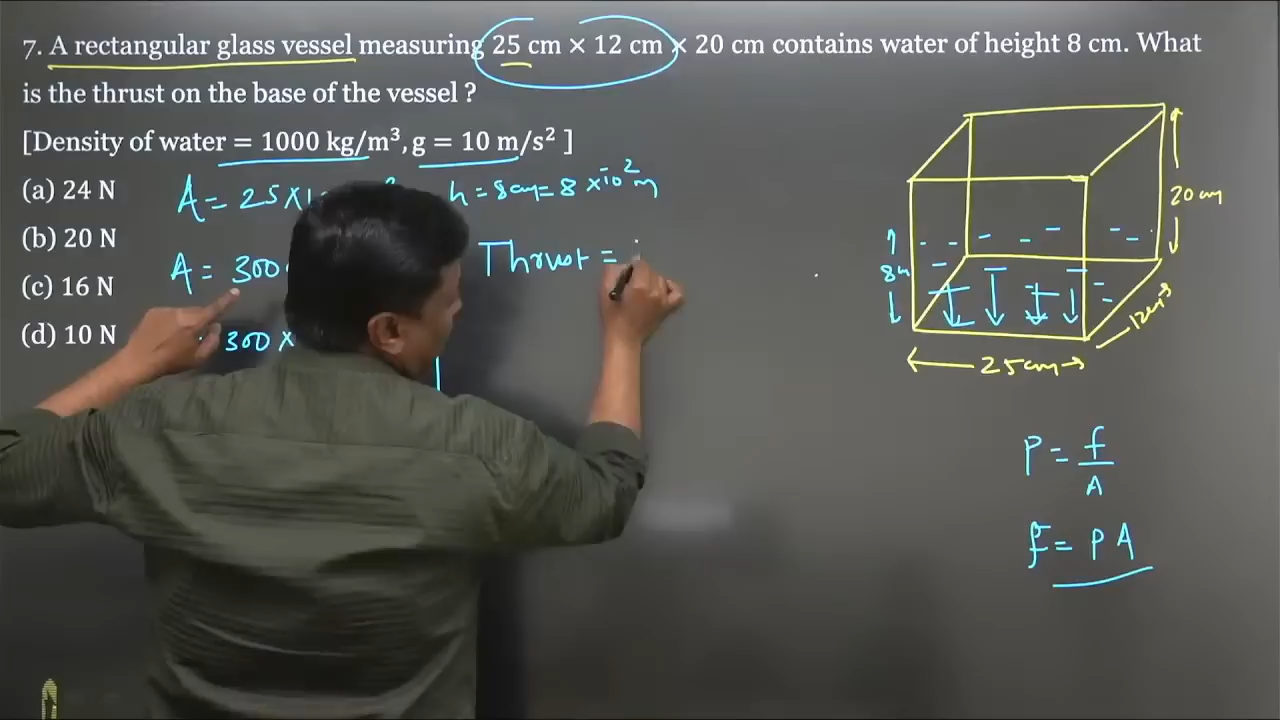 7. A rectangular glass vessel measuring 25 cm × 12 cm × 20 cm contains water of height 8 cm. What
is the thrust on the base of the vessel ?
[Density of water = 1000 kg/m³, g = 10 m/s² ]
(a) 24 N
(b) 20 N
(c) 16 N
(d) 10 N
A = 25 × 1
h = 8 cm = 8 × 10⁻² m
A = 300
Thrust =
300 ×
20 cm
8
12
25 cm
P = f
A
f = P A